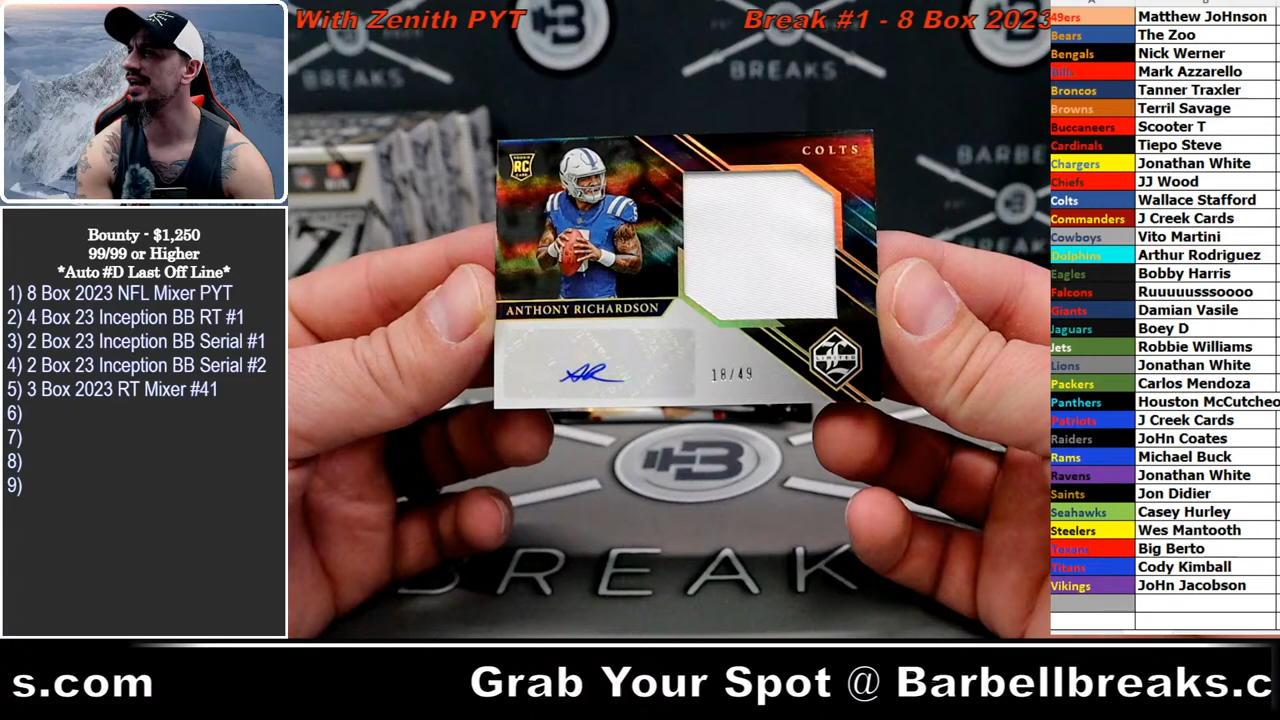 With Zenith PYT
Break #1 - 8 Box 2023
BREAKS
BREAKS
BARBE
Bounty - $1,250
99/99 or Higher
*Auto #D Last Off Line*
1) 8 Box 2023 NFL Mixer PYT
2) 4 Box 23 Inception BB RT #1
3) 2 Box 23 Inception BB Serial #1
4) 2 Box 23 Inception BB Serial #2
5) 3 Box 2023 RT Mixer #41
6)
7)
8)
9)
COLTS
RC
ANTHONY RICHARDSON
AR
18/49
LIMITED
BREAK
49ers Matthew JoHnson
Bears The Zoo
Bengals Nick Werner
Bills Mark Azzarello
Broncos Tanner Traxler
Browns Terril Savage
Buccaneers Scooter T
Cardinals Tiepo Steve
Chargers Jonathan White
Chiefs JJ Wood
Colts Wallace Stafford
Commanders J Creek Cards
Cowboys Vito Martini
Dolphins Arthur Rodriguez
Eagles Bobby Harris
Falcons Ruuuuusssoooo
Giants Damian Vasile
Jaguars Boey D
Jets Robbie Williams
Lions Jonathan White
Packers Carlos Mendoza
Panthers Houston McCutcheo
Patriots J Creek Cards
Raiders JoHn Coates
Rams Michael Buck
Ravens Jonathan White
Saints Jon Didier
Seahawks Casey Hurley
Steelers Wes Mantooth
Texans Big Berto
Titans Cody Kimball
Vikings JoHn Jacobson
s.com
Grab Your Spot @ Barbellbreaks.c